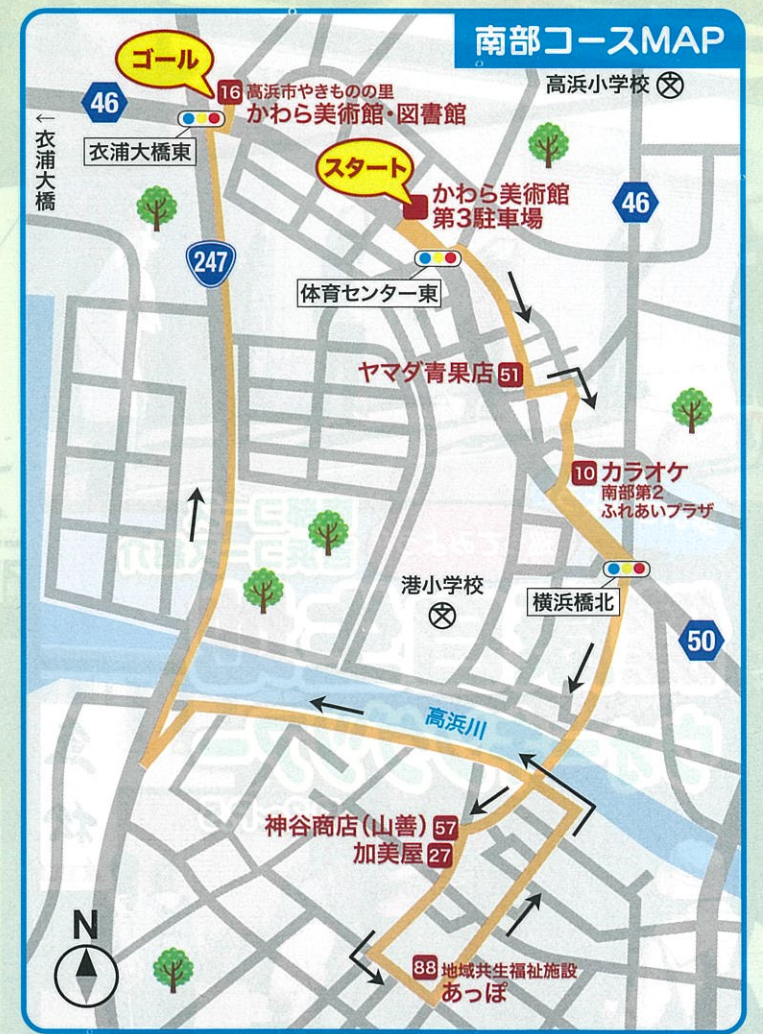 南部コースMAP
ゴール
16 高浜市やきものの里
かわら美術館・図書館
高浜小学校
46
←衣浦大橋
衣浦大橋東
スタート
かわら美術館
第3駐車場
46
247
体育センター東
ヤマダ青果店 51
10 カラオケ
南部第2
ふれあいプラザ
港小学校
横浜橋北
50
高浜川
神谷商店(山善) 57
加美屋 27
N
88 地域共生福祉施設
あっぽ